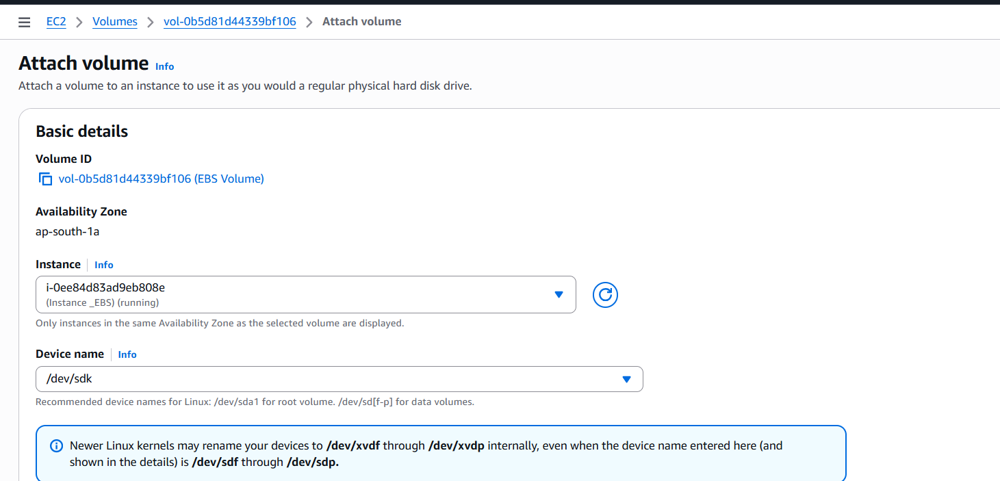 EC2 > Volumes > vol-0b5d81d44339bf106 > Attach volume
Attach volume Info
Attach a volume to an instance to use it as you would a regular physical hard disk drive.
Basic details
Volume ID
vol-0b5d81d44339bf106 (EBS Volume)
Availability Zone
ap-south-1a
Instance | Info
i-0ee84d83ad9eb808e
(Instance _EBS) (running)
Only instances in the same Availability Zone as the selected volume are displayed.
Device name | Info
/dev/sdk
Recommended device names for Linux: /dev/sda1 for root volume. /dev/sd[f-p] for data volumes.
Newer Linux kernels may rename your devices to /dev/xvdf through /dev/xvdp internally, even when the device name entered here (and
shown in the details) is /dev/sdf through /dev/sdp.